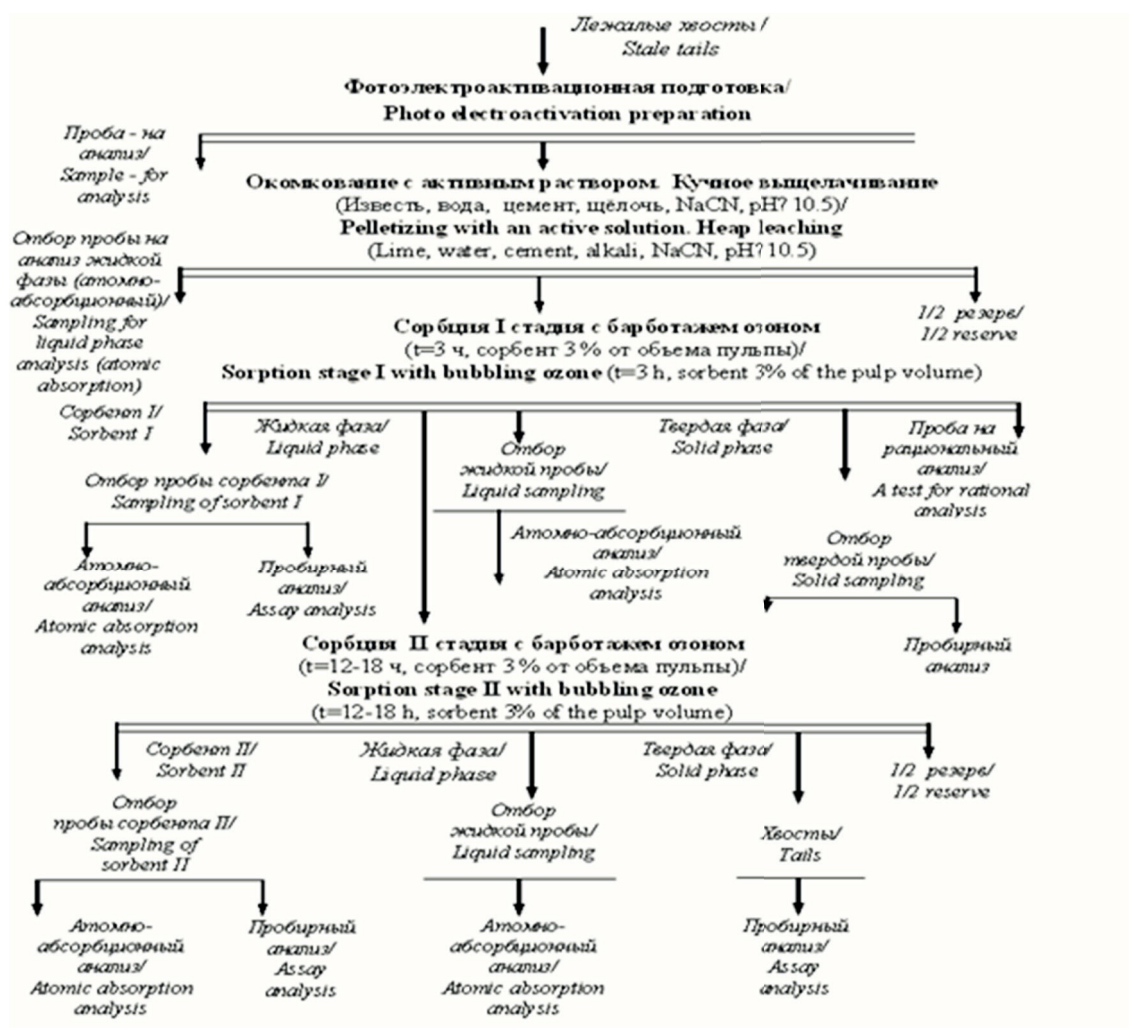 Лежалые хвосты /
Stale tails
Фотоэлектроактивационная подготовка/
Photo electroactivation preparation
Проба - на
анализ/
Sample - for
analysis
Окомкование с активным раствором. Кучное выщелачивание
(Известь, вода, цемент, щёлочь, NaCN, pH? 10.5)/
Pelletizing with an active solution. Heap leaching
(Lime, water, cement, alkali, NaCN, pH? 10.5)
Отбор пробы на
анализ жидкой
фазы (атомно-
абсорбционный)/
Sampling for
liquid phase
analysis (atomic
absorption)
1/2 резерв/
1/2 reserve
Сорбция I стадия с барботажем озоном
(t=3 ч, сорбент 3 % от объема пульпы)/
Sorption stage I with bubbling ozone (t=3 h, sorbent 3% of the pulp volume)
Сорбент I/
Sorbent I
Жидкая фаза/
Liquid phase
Твердая фаза/
Solid phase
Проба на
рациональный
анализ/
A test for rational
analysis
Отбор пробы сорбента I/
Sampling of sorbent I
Отбор
жидкой пробы/
Liquid sampling
Атомно-
абсорбционный
анализ/
Atomic absorption
analysis
Пробирный
анализ/
Assay analysis
Атомно-абсорбционный
анализ/
Atomic absorption
analysis
Отбор
твердой пробы/
Solid sampling
Пробирный
анализ
Сорбция II стадия с барботажем озоном
(t=12-18 ч, сорбент 3 % от объема пульпы)/
Sorption stage II with bubbling ozone
(t=12-18 h, sorbent 3% of the pulp volume)
Сорбент II/
Sorbent II
Жидкая фаза/
Liquid phase
Твердая фаза/
Solid phase
1/2 резерв/
1/2 reserve
Отбор
пробы сорбента II/
Sampling of
sorbent II
Отбор
жидкой пробы/
Liquid sampling
Хвосты/
Tails
Атомно-
абсорбционный
анализ/
Atomic absorption
analysis
Пробирный
анализ/
Assay
analysis
Атомно-
абсорбционный
анализ/
Atomic absorption
analysis
Пробирный
анализ/
Assay
analysis